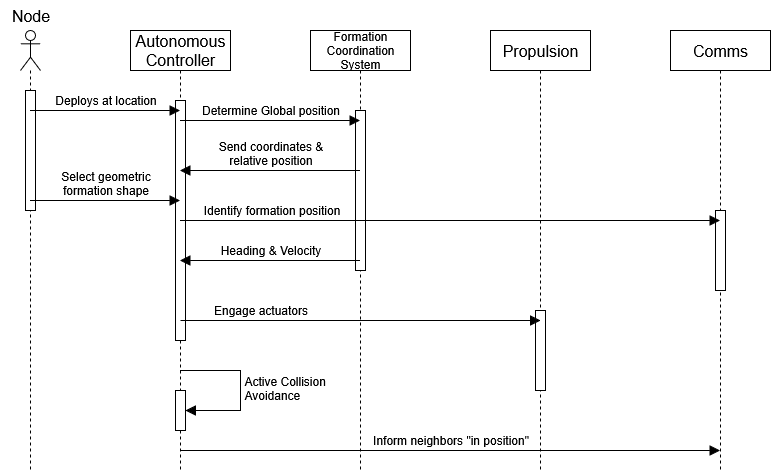 Node
Autonomous
Controller
Formation
Coordination
System
Propulsion
Comms
Deploys at location
Determine Global position
Send coordinates &
relative position
Select geometric
formation shape
Identify formation position
Heading & Velocity
Engage actuators
Active Collision
Avoidance
Inform neighbors "in position"